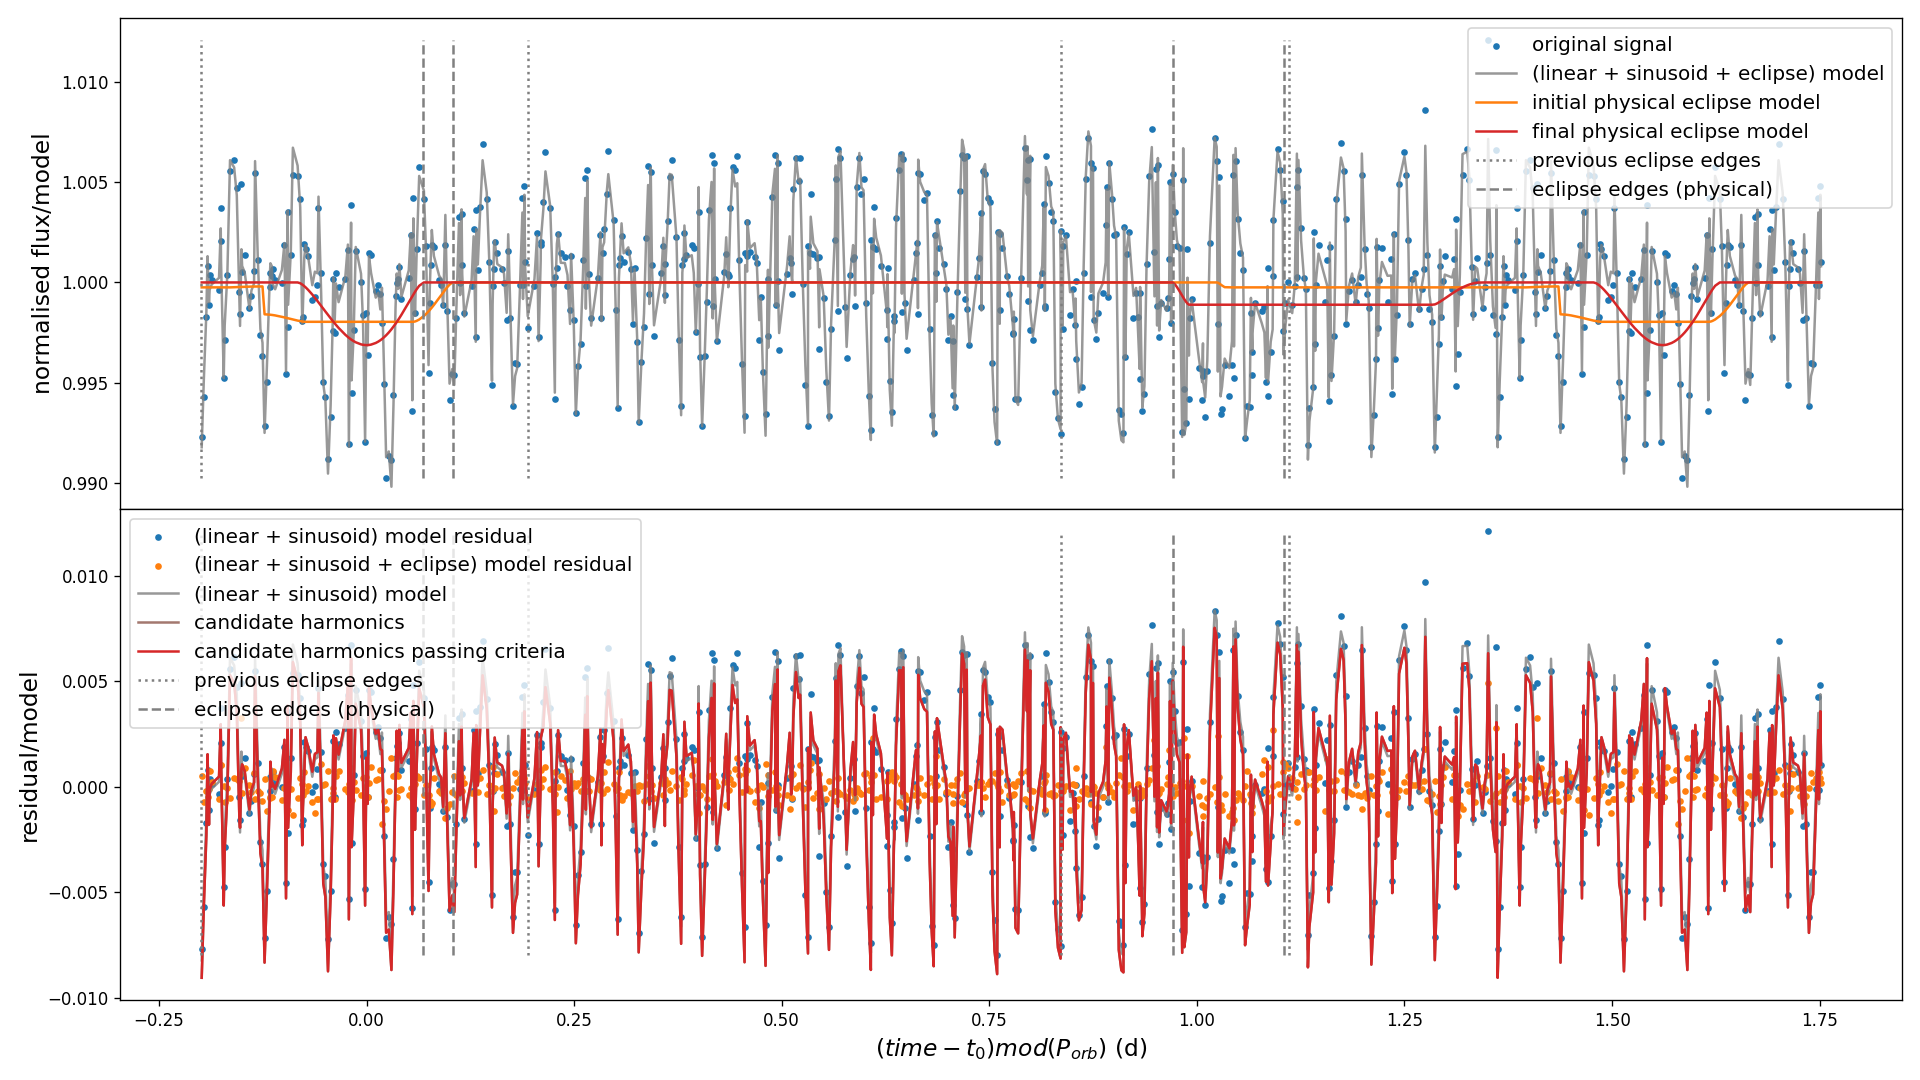 normalised flux/model
1.010
1.005
1.000
0.995
0.990
original signal
(linear + sinusoid + eclipse) model
initial physical eclipse model
final physical eclipse model
previous eclipse edges
eclipse edges (physical)
residual/model
0.010
0.005
0.000
−0.005
−0.010
(linear + sinusoid) model residual
(linear + sinusoid + eclipse) model residual
(linear + sinusoid) model
candidate harmonics
candidate harmonics passing criteria
previous eclipse edges
eclipse edges (physical)
−0.25 0.00 0.25 0.50 0.75 1.00 1.25 1.50 1.75
(time − t₀)mod(Pₒᵣb) (d)